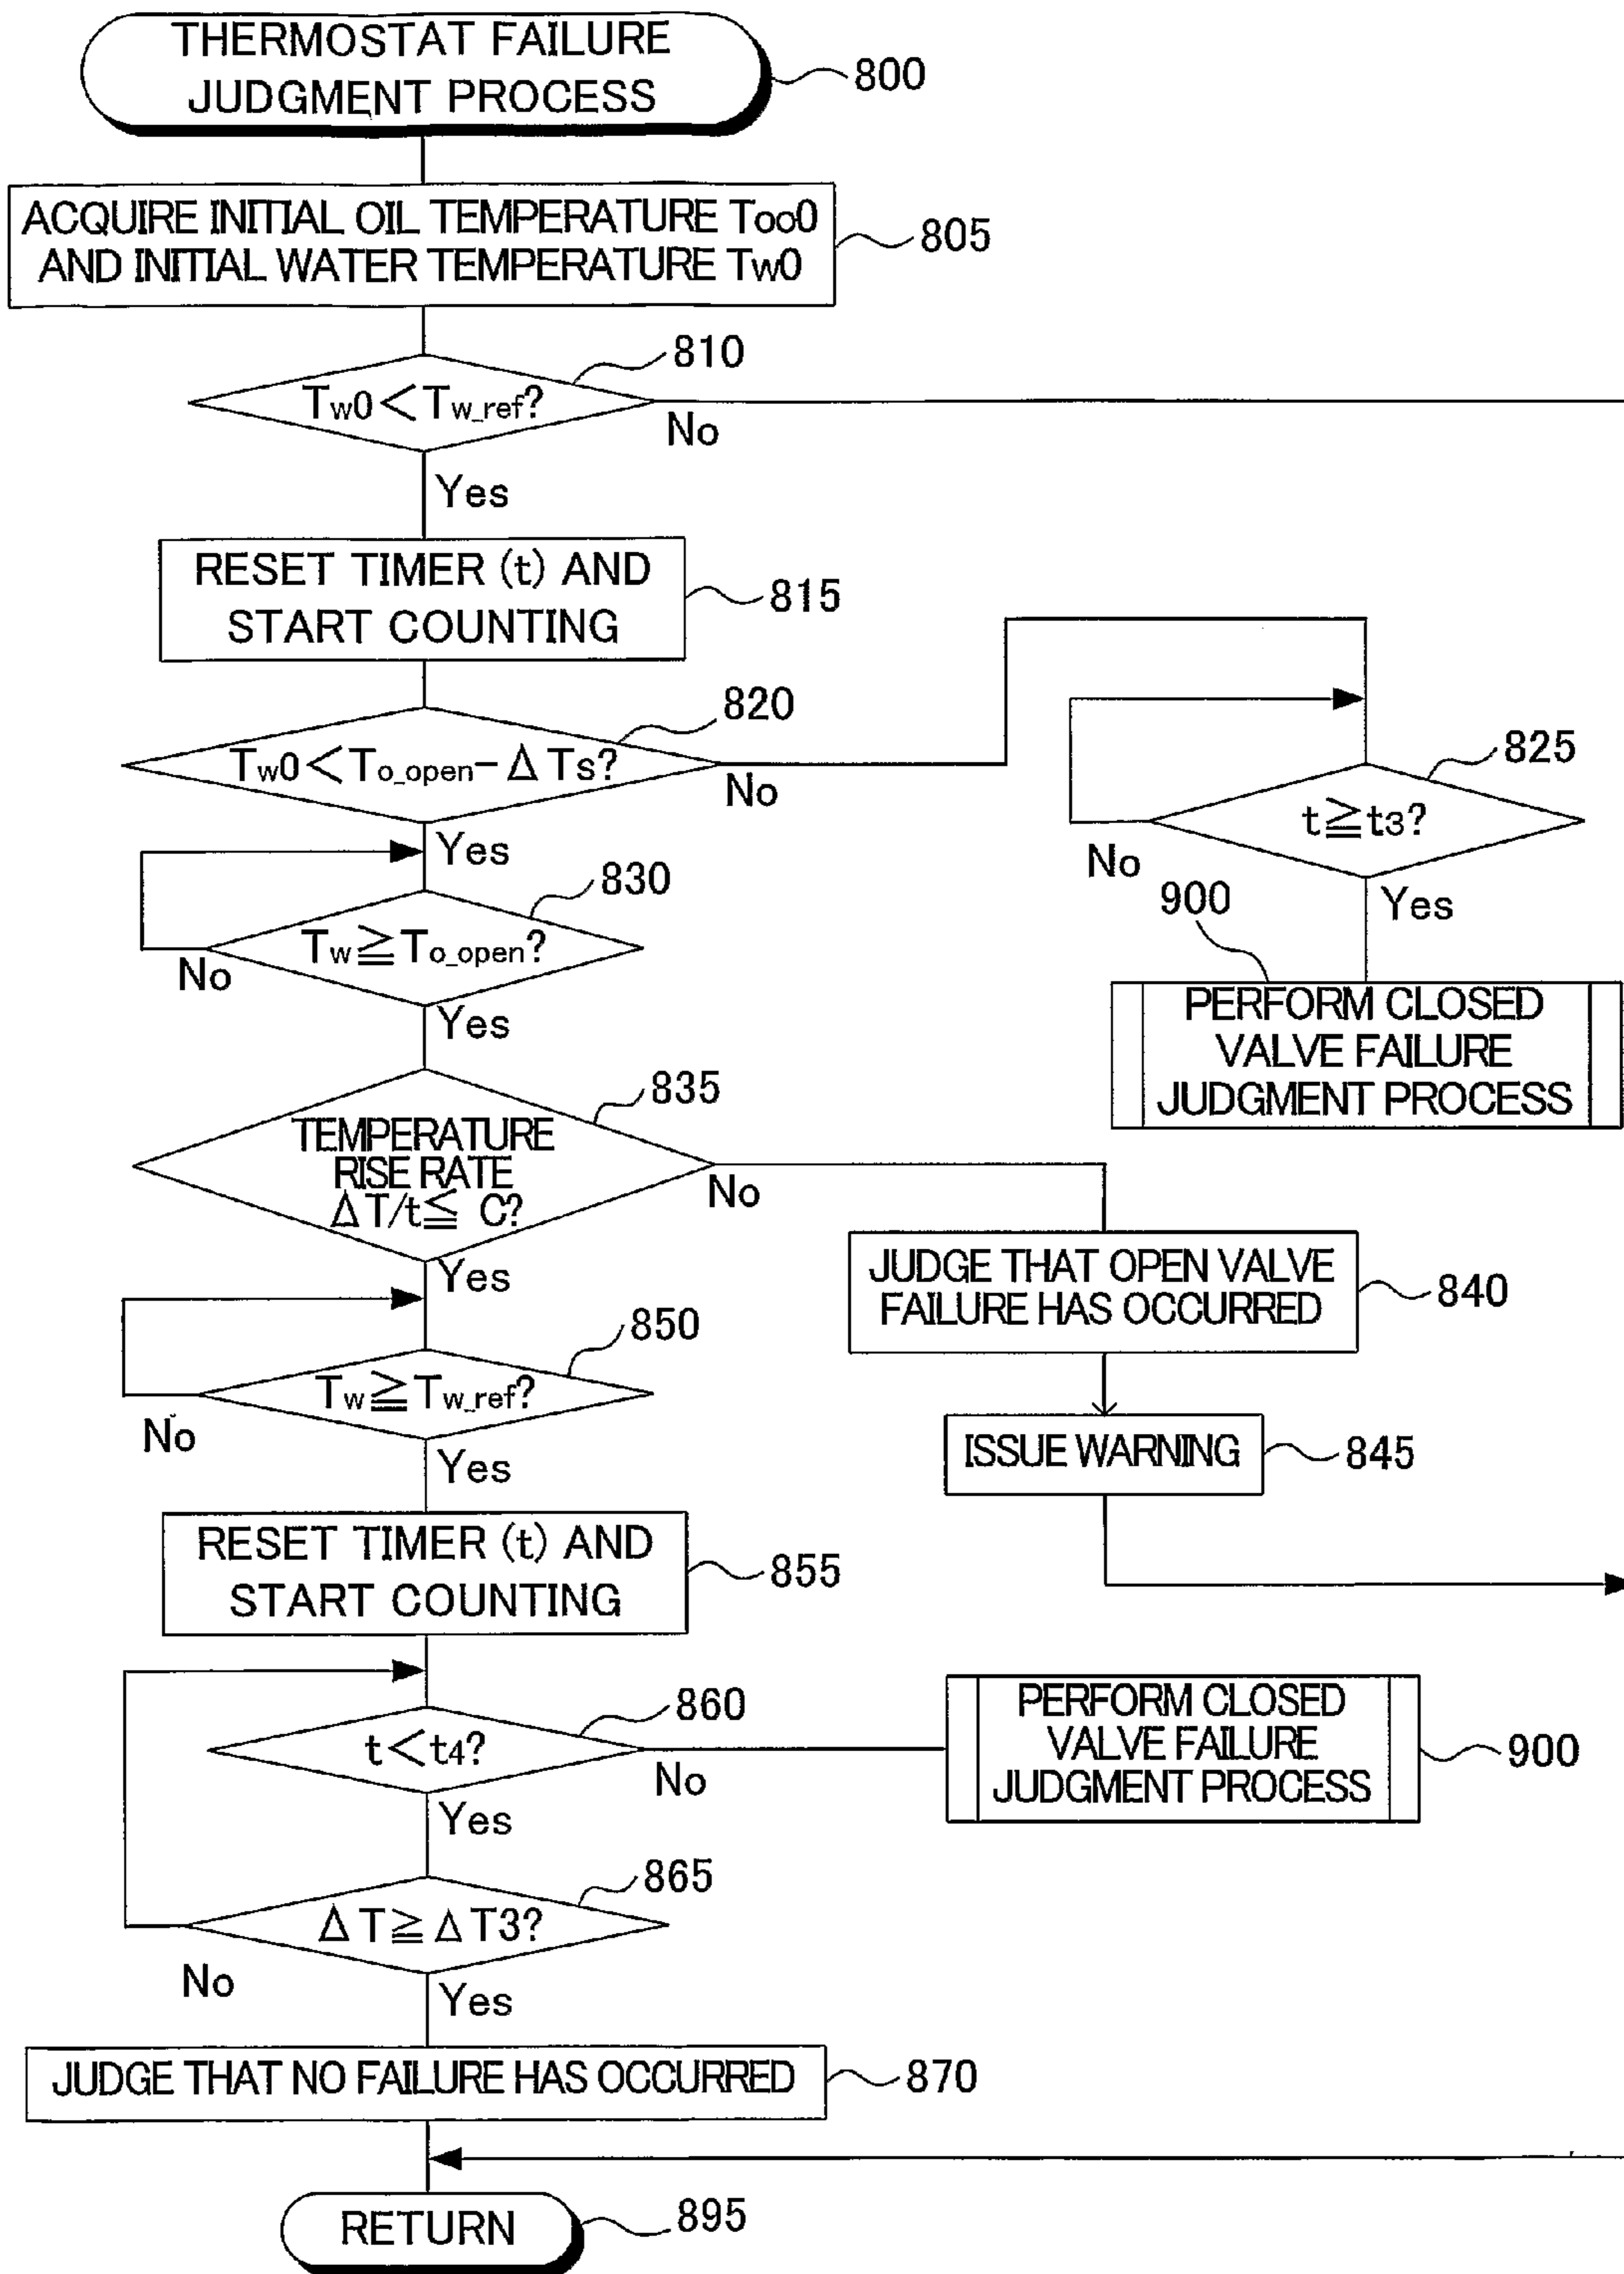 THERMOSTAT FAILURE
JUDGMENT PROCESS
800
ACQUIRE INITIAL OIL TEMPERATURE Too0
AND INITIAL WATER TEMPERATURE Tw0
805
810
Tw0<Tw_ref?
No
Yes
RESET TIMER (t) AND
START COUNTING
815
820
Tw0<To_open-ΔTs?
No
Yes
825
t≧t3?
No
Yes
900
PERFORM CLOSED
VALVE FAILURE
JUDGMENT PROCESS
830
Tw≧To_open?
No
Yes
835
TEMPERATURE
RISE RATE
ΔT/t≦ C?
No
Yes
JUDGE THAT OPEN VALVE
FAILURE HAS OCCURRED
840
ISSUE WARNING
845
850
Tw≧Tw_ref?
No
Yes
RESET TIMER (t) AND
START COUNTING
855
860
t<t4?
No
Yes
PERFORM CLOSED
VALVE FAILURE
JUDGMENT PROCESS
900
865
ΔT≧ΔT3?
No
Yes
JUDGE THAT NO FAILURE HAS OCCURRED
870
RETURN
895